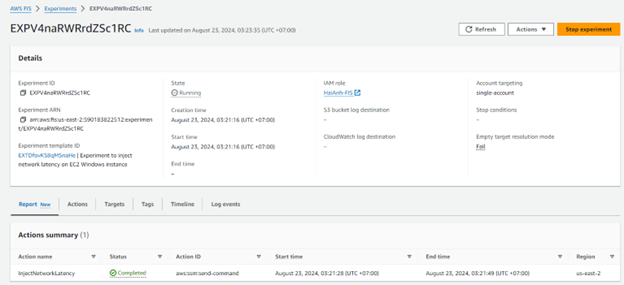 AWS FIS > Experiments > EXPV4naRWRrdZSc1RC
EXPV4naRWRrdZSc1RC Info Last updated on August 23, 2024, 03:23:35 (UTC +07:00)
Refresh Actions Stop experiment
Details
Experiment ID
EXPV4naRWRrdZSc1RC
Experiment ARN
arn:aws:fis:us-east-2:590183822512:experimen
t/EXPV4naRWRrdZSc1RC
Experiment template ID
EXTDfovKS8qMSnaHe | Experiment to inject
network latency on EC2 Windows instance
State
Running
Creation time
August 23, 2024, 03:21:16 (UTC +07:00)
Start time
August 23, 2024, 03:21:16 (UTC +07:00)
End time
–
IAM role
HaiAnh-FIS
S3 bucket log destination
–
CloudWatch log destination
–
Account targeting
single-account
Stop conditions
–
Empty target resolution mode
Fail
Report New Actions Targets Tags Timeline Log events
Actions summary (1)
Action name Status Action ID Start time End time Region
InjectNetworkLatency Completed aws:ssm:send-command August 23, 2024, 03:21:28 (UTC +07:00) August 23, 2024, 03:21:49 (UTC +07:00) us-east-2